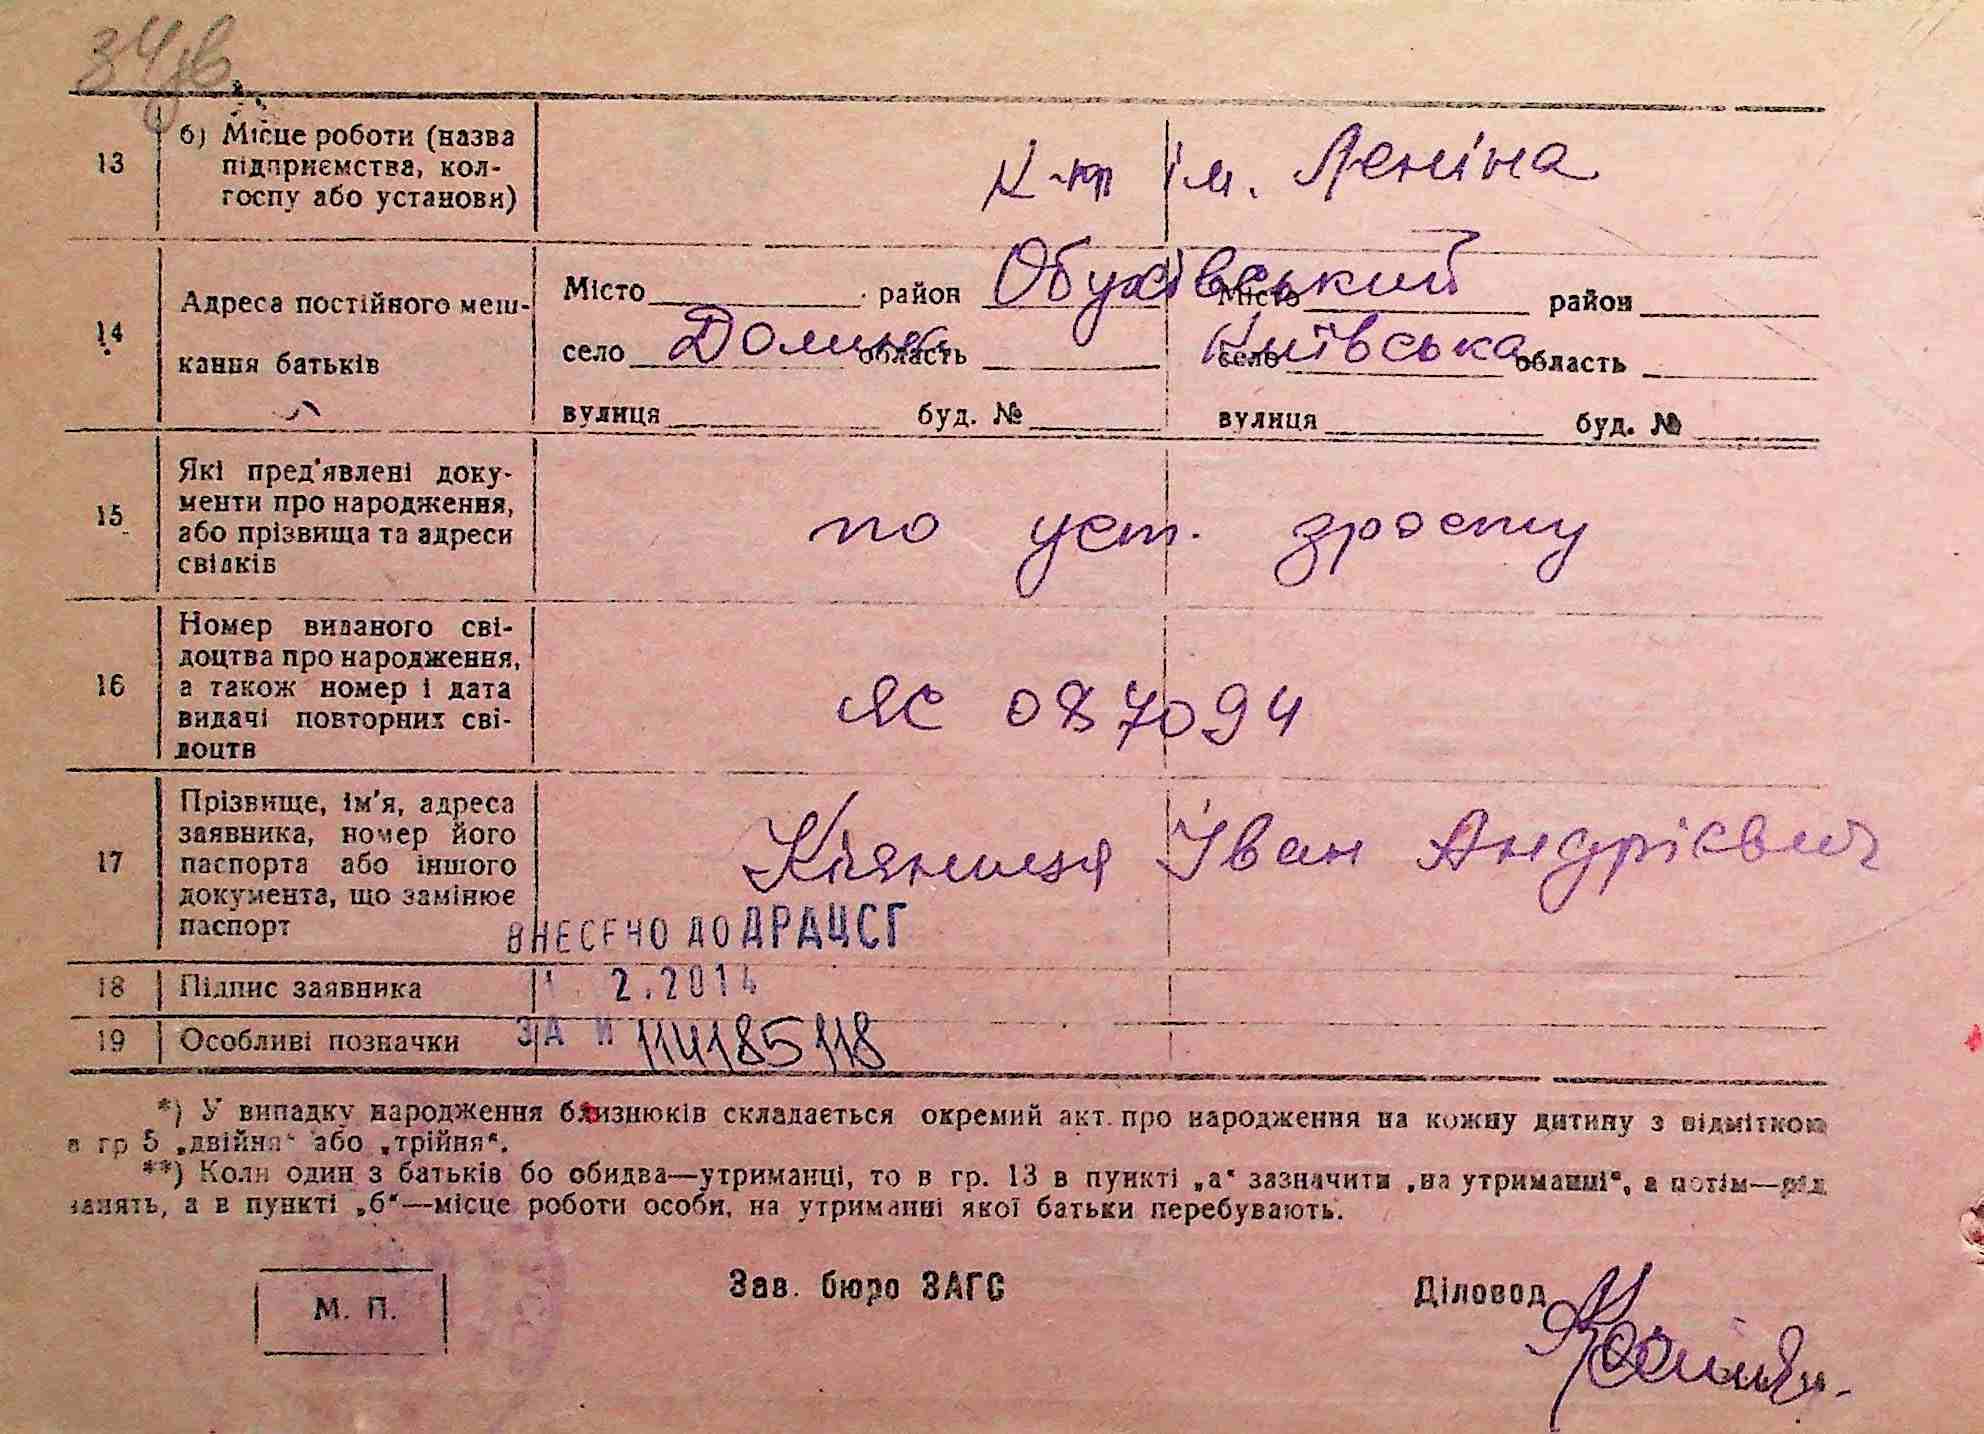 34зв
13 б) Місце роботи (назва
підприємства, кол-
госпу або установи)
К-пп ім. Леніна
14 Адреса постійного меш-
кання батьків
Місто район Обухівський Місто район
село Долина область Київська село область
вулиця буд. № вулиця буд. №
15 Які пред'явлені доку-
менти про народження,
або прізвища та адреси
свідків
по уст. зросту
16 Номер виданого сві-
доцтва про народження,
а також номер і дата
видачі повторних сві-
доцтв
ЯС 087094
17 Прізвище, ім'я, адреса
заявника, номер його
паспорта або іншого
документа, що замінює
паспорт
Кияниця Іван Андрієвич
ВНЕСЕНО ДО ДРАЦСГ
18 Підпис заявника
2.2014
19 Особливі позначки
ЗА И 114185118
*) У випадку народження близнюків складається окремий акт про народження на кожну дитину з відміткою
в гр 5 „двійня“ або „трійня“.
**) Коли один з батьків бо обидва—утриманці, то в гр. 13 в пункті „а“ зазначити „на утриманні“, а потім—рід
занять, а в пункті „б“—місце роботи особи, на утриманні якої батьки перебувають.
М. П.
Зав. бюро ЗАГС
Діловод